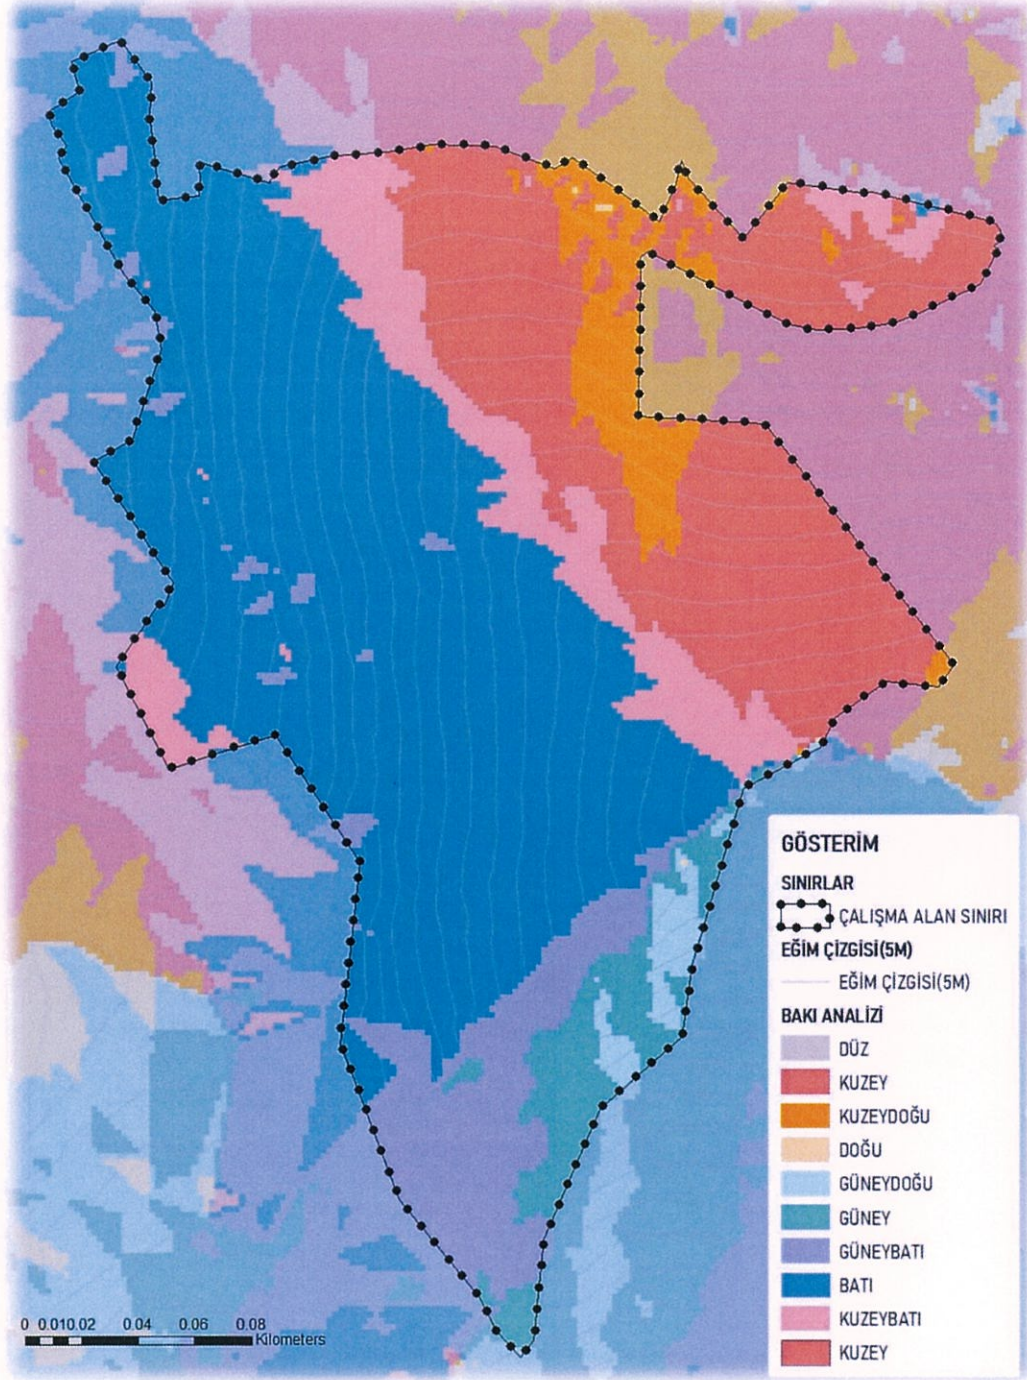 GÖSTERİM
SINIRLAR
ÇALIŞMA ALAN SINIRI
EĞİM ÇİZGİSİ(5M)
EĞİM ÇİZGİSİ(5M)
BAKI ANALİZİ
DÜZ
KUZEY
KUZEYDOĞU
DOĞU
GÜNEYDOĞU
GÜNEY
GÜNEYBATI
BATI
KUZEYBATI
KUZEY
0 0.010.02 0.04 0.06 0.08
Kilometers